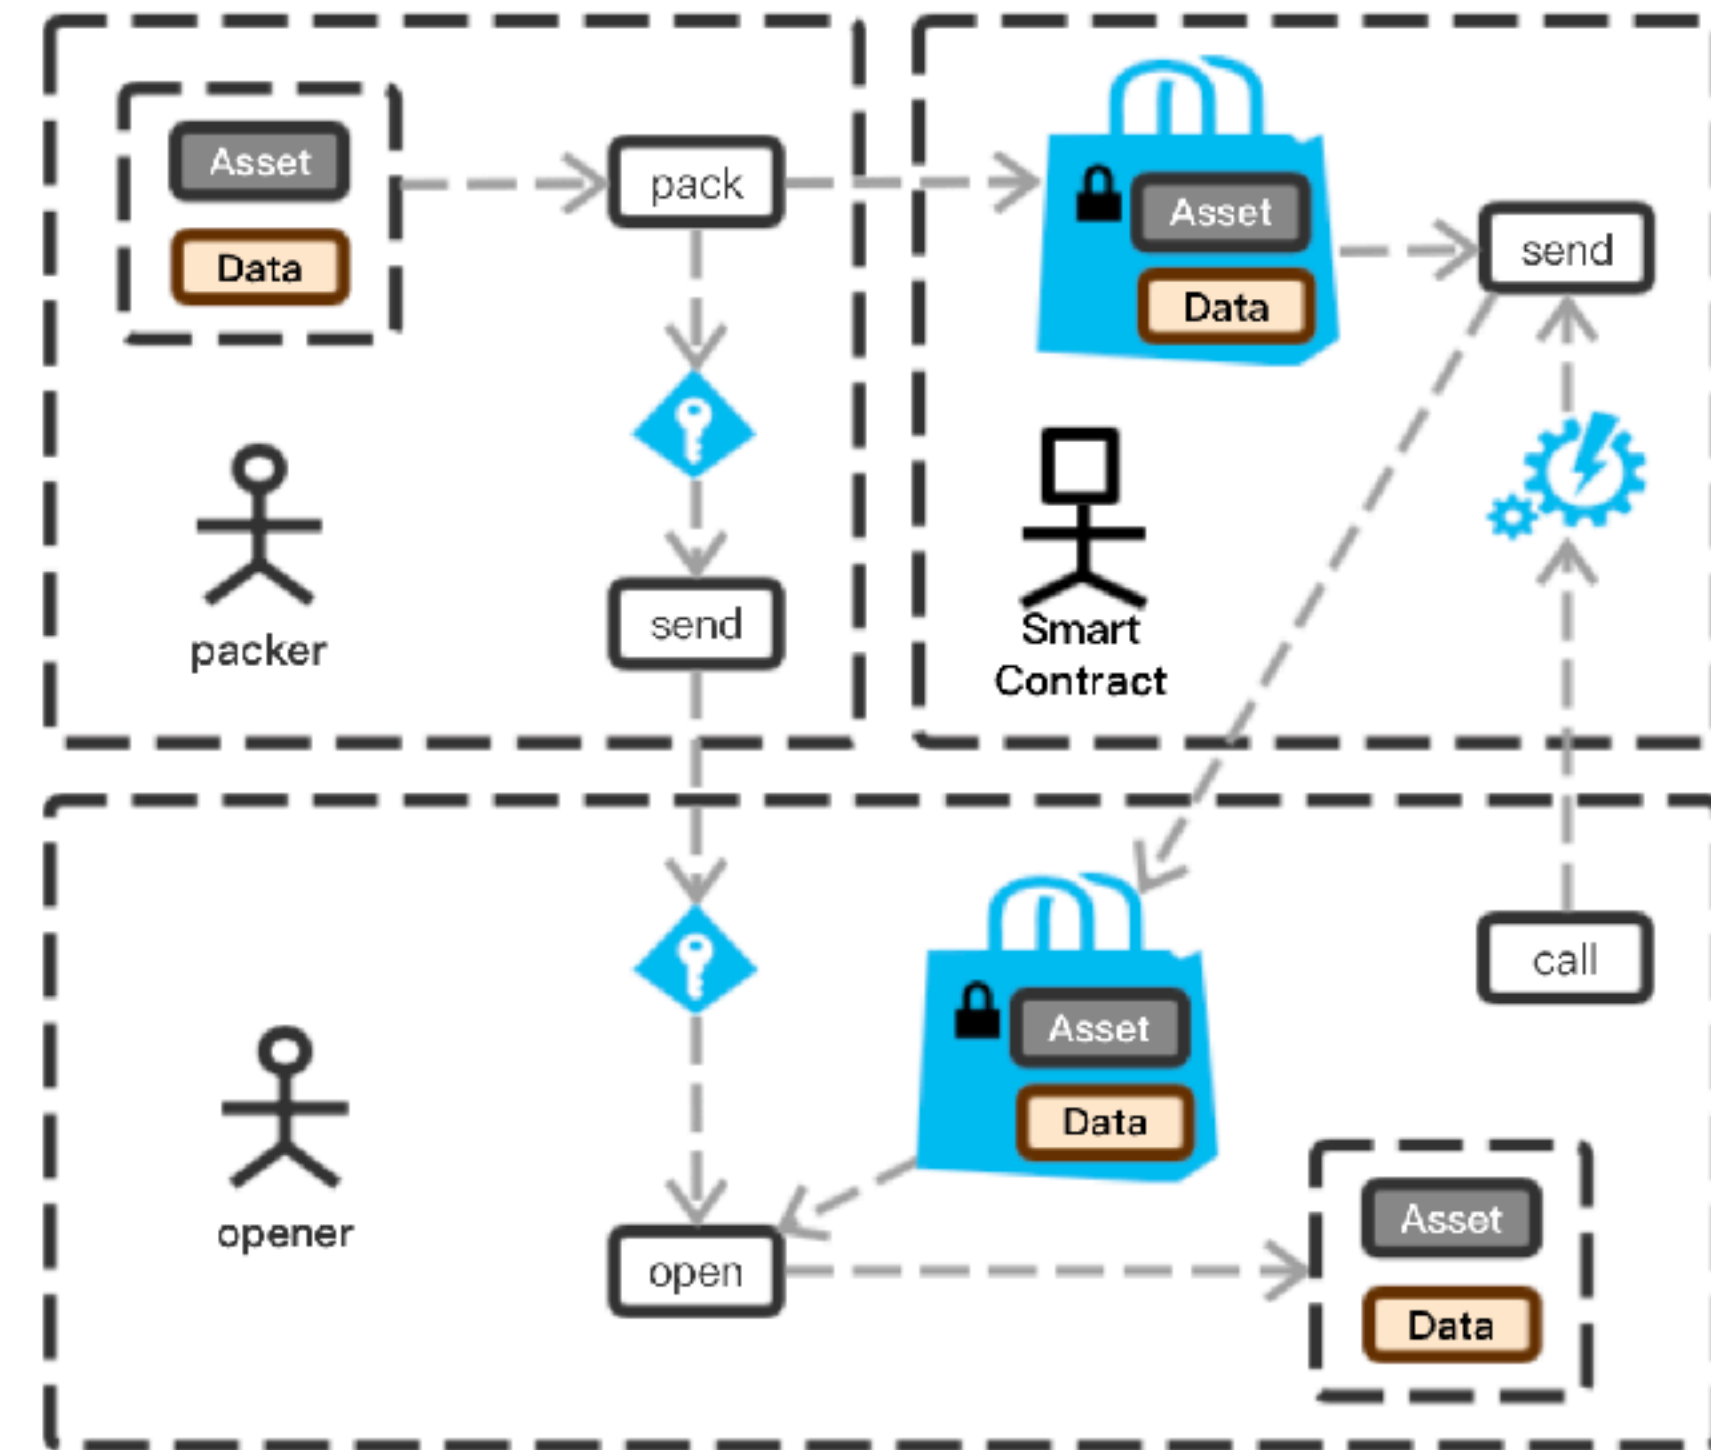 Asset
Data
pack
send
packer
Asset
Data
send
Smart
Contract
call
Asset
Data
opener
open
Asset
Data